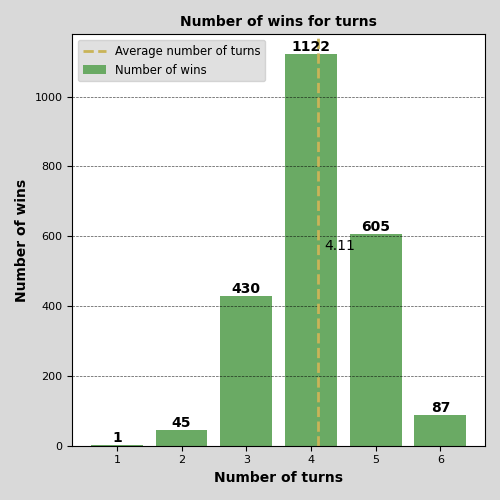 Number of wins for turns
Average number of turns
Number of wins
1122
605
4.11
430
87
45
1
Number of wins
1000
800
600
400
200
0
1 2 3 4 5 6
Number of turns